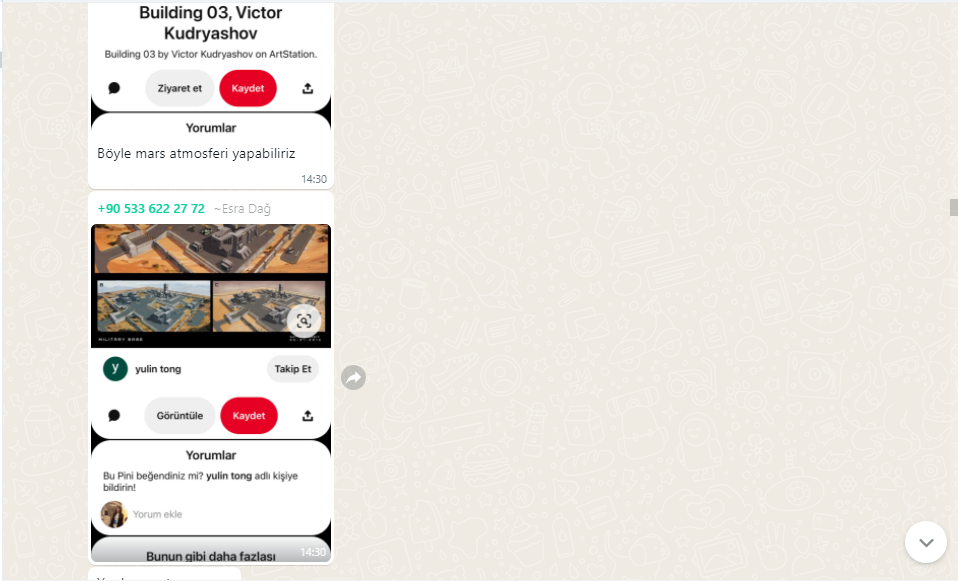 Building 03, Victor
Kudryashov
Building 03 by Victor Kudryashov on ArtStation.
Ziyaret et
Kaydet
Yorumlar
Böyle mars atmosferi yapabiliriz
14:30
+90 533 622 27 72 ~Esra Dağ
B
C
MILITARY BASE
y
yulin tong
Takip Et
Görüntüle
Kaydet
Yorumlar
Bu Pini beğendiniz mi? yulin tong adlı kişiye
bildirin!
Yorum ekle
Bunun gibi daha fazlası
14:30